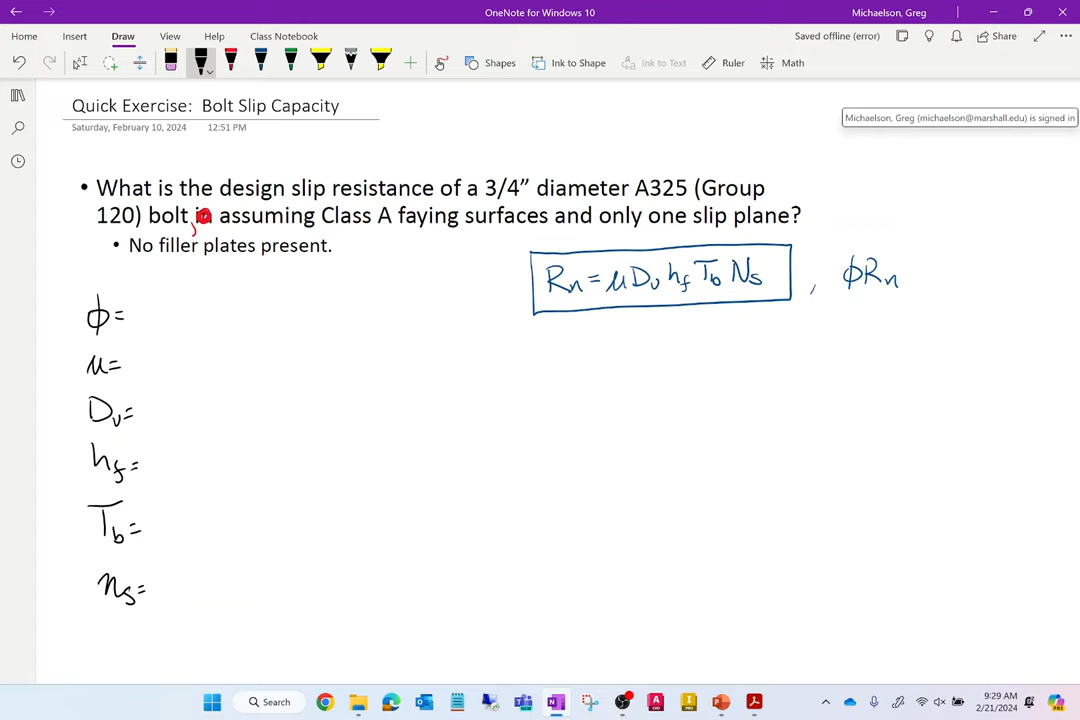 OneNote for Windows 10
Michaelson, Greg
Home Insert Draw View Help Class Notebook
Saved offline (error) Share
Shapes Ink to Shape Ink to Text Ruler Math
Quick Exercise: Bolt Slip Capacity
Saturday, February 10, 2024 12:51 PM
Michaelson, Greg (michaelson@marshall.edu) is signed in
• What is the design slip resistance of a 3/4” diameter A325 (Group
120) bolt, assuming Class A faying surfaces and only one slip plane?
• No filler plates present.
Rn = μ Du hf Tb Ns , ϕRn
ϕ=
μ=
Du=
hf=
Tb=
ns=
Search
9:29 AM
2/21/2024